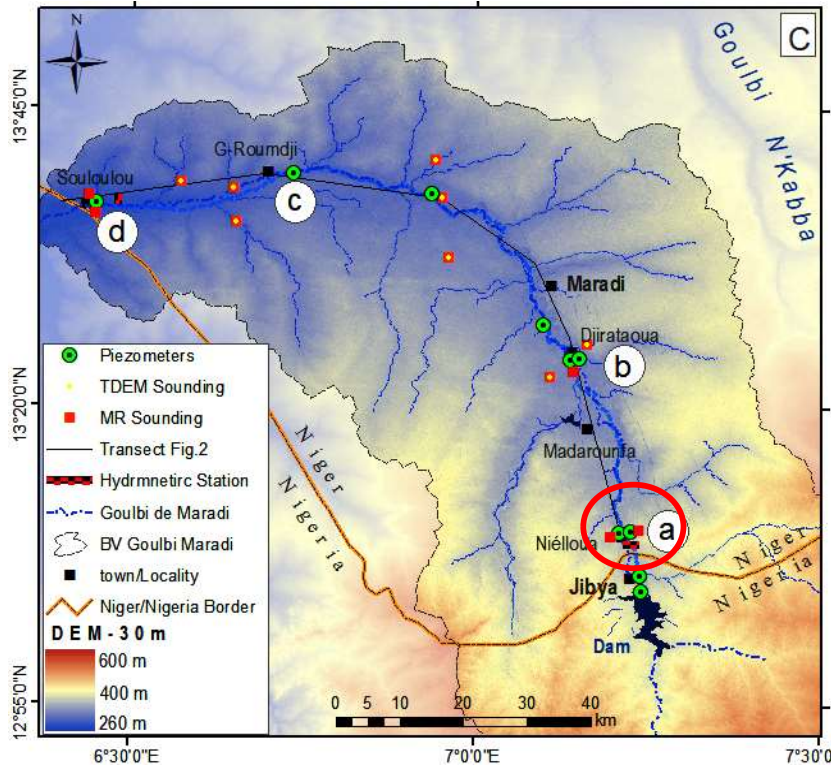 N
C
Goulbi
N'Kabba
13°45'0"N
G-Roumdji
Souloulou
c
d
Maradi
Djirataoua
b
13°20'0"N
Madarounfa
Niger
Nigeria
Niélloua
a
Niger
Nigeria
Jibya
Dam
12°55'0"N
Piezometers
TDEM Sounding
MR Sounding
Transect Fig.2
Hydrmnetirc Station
Goulbi de Maradi
BV Goulbi Maradi
town/Locality
Niger/Nigeria Border
DEM-30m
600 m
400 m
260 m
0 5 10 20 30 40
km
6°30'0"E
7°0'0"E
7°30'0"E